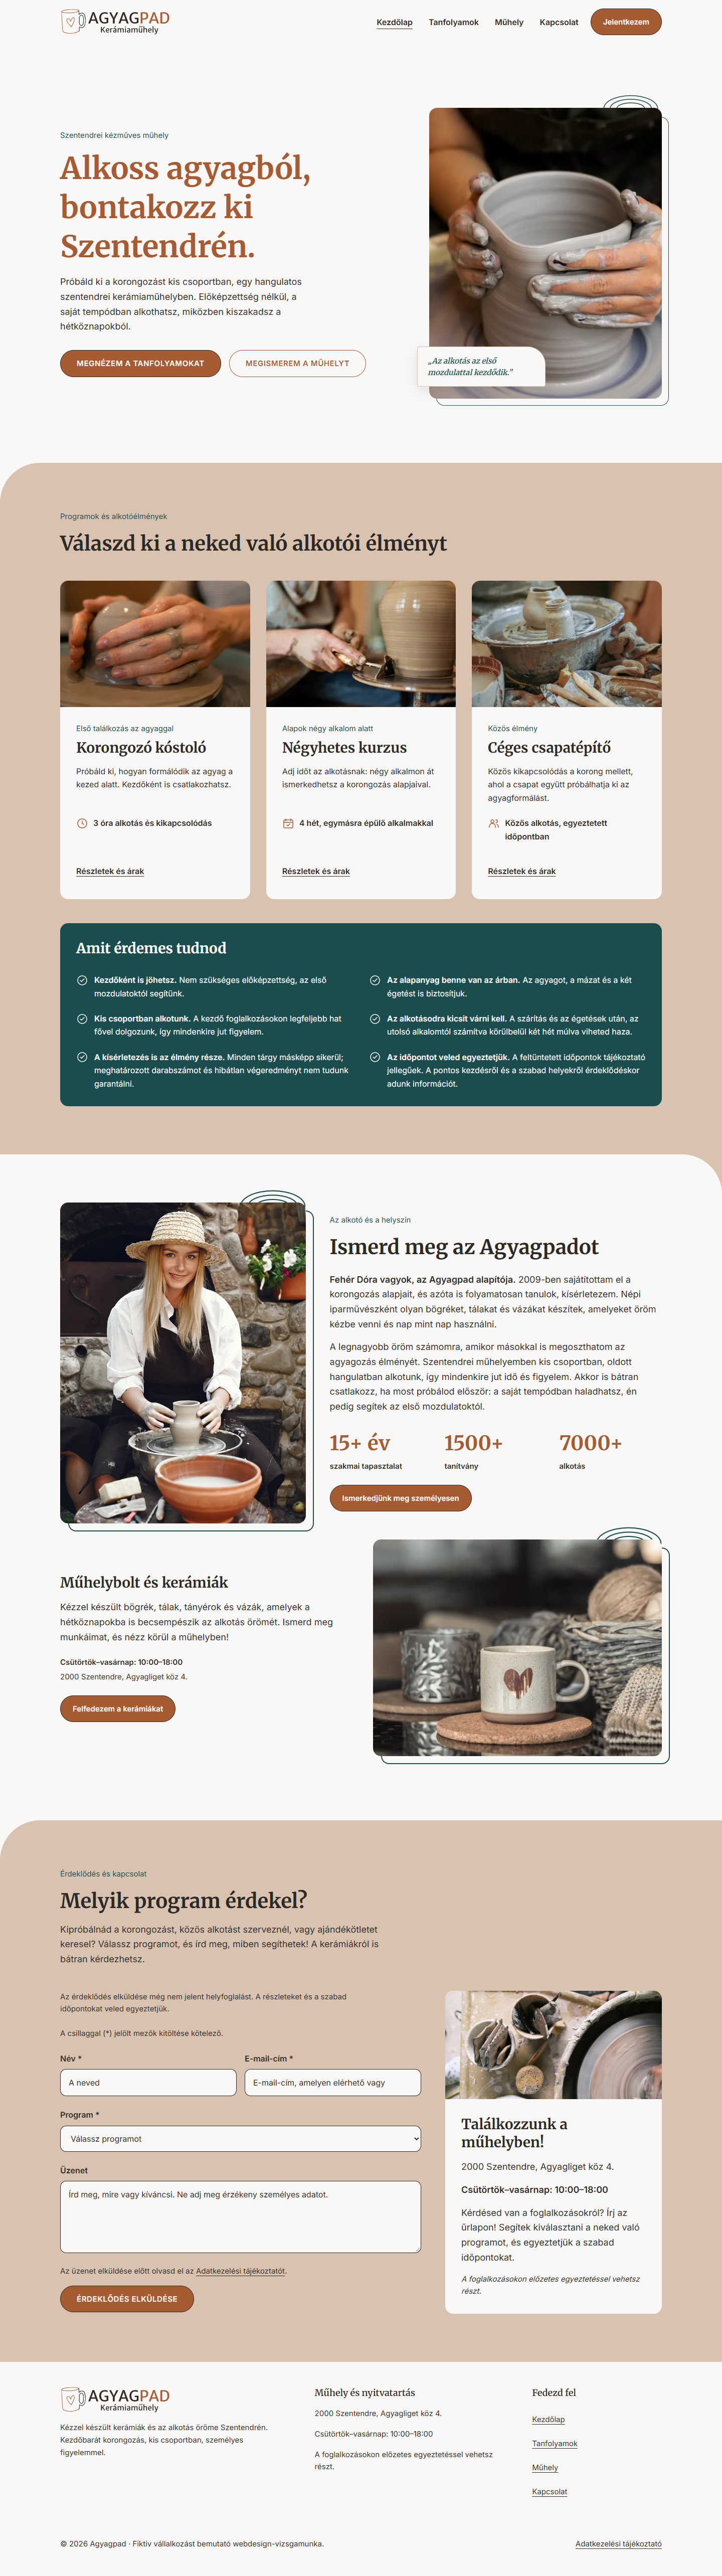 AGYAGPAD
Kerámiaműhely
Kezdőlap
Tanfolyamok
Műhely
Kapcsolat
Jelentkezem
Szentendrei kézműves műhely
Alkoss agyagból,
bontakozz ki
Szentendrén.
Próbáld ki a korongozást kis csoportban, egy hangulatos
szentendrei kerámiaműhelyben. Előképzettség nélkül, a
saját tempódban alkothatsz, miközben kiszakadsz a
hétköznapokból.
MEGNÉZEM A TANFOLYAMOKAT
MEGISMEREM A MŰHELYT
„Az alkotás az első
mozdulattal kezdődik.”
Programok és alkotóélmények
Válaszd ki a neked való alkotói élményt
Első találkozás az agyaggal
Korongozó kóstoló
Próbáld ki, hogyan formálódik az agyag a
kezed alatt. Kezdőként is csatlakozhatsz.
3 óra alkotás és kikapcsolódás
Részletek és árak
Alapok négy alkalom alatt
Négyhetes kurzus
Adj időt az alkotásnak: négy alkalmon át
ismerkedhetsz a korongozás alapjaival.
4 hét, egymásra épülő alkalmakkal
Részletek és árak
Közös élmény
Céges csapatépítő
Közös kikapcsolódás a korong mellett,
ahol a csapat együtt próbálhatja ki az
agyagformálást.
Közös alkotás, egyeztetett
időpontban
Részletek és árak
Amit érdemes tudnod
Kezdőként is jöhetsz. Nem szükséges előképzettség, az első
mozdulatoktól segítünk.
Az alapanyag benne van az árban. Az agyagot, a mázat és a két
égetést is biztosítjuk.
Kis csoportban alkotunk. A kezdő foglalkozásokon legfeljebb hat
fővel dolgozunk, így mindenkire jut figyelem.
Az alkotásodra kicsit várni kell. A szárítás és az égetések után, az
utolsó alkalomtól számítva körülbelül két hét múlva viheted haza.
A kísérletezés is az élmény része. Minden tárgy másképp sikerül;
meghatározott darabszámot és hibátlan végeredményt nem tudunk
garantálni.
Az időpontot veled egyeztetjük. A feltüntetett időpontok tájékoztató
jellegűek. A pontos kezdésről és a szabad helyekről érdeklődéskor
adunk információt.
Az alkotó és a helyszín
Ismerd meg az Agyagpadot
Fehér Dóra vagyok, az Agyagpad alapítója. 2009-ben sajátítottam el a
korongozás alapjait, és azóta is folyamatosan tanulok, kísérletezem. Népi
iparművészként olyan bögréket, tálakat és vázákat készítek, amelyeket öröm
kézbe venni és nap mint nap használni.
A legnagyobb öröm számomra, amikor másokkal is megoszthatom az
agyagozás élményét. Szentendrei műhelyemben kis csoportban, oldott
hangulatban alkotunk, így mindenkire jut idő és figyelem. Akkor is bátran
csatlakozz, ha most próbálod először: a saját tempódban haladhatsz, én
pedig segítek az első mozdulatoktól.
15+ év
szakmai tapasztalat
1500+
tanítvány
7000+
alkotás
Ismerkedjünk meg személyesen
Műhelybolt és kerámiák
Kézzel készült bögrék, tálak, tányérok és vázák, amelyek a
hétköznapokba is becsempészik az alkotás örömét. Ismerd meg
munkáimat, és nézz körül a műhelyben!
Csütörtök–vasárnap: 10:00–18:00
2000 Szentendre, Agyagliget köz 4.
Felfedezem a kerámiákat
Érdeklődés és kapcsolat
Melyik program érdekel?
Kipróbálnád a korongozást, közös alkotást szerveznél, vagy ajándékötletet
keresel? Válassz programot, és írd meg, miben segíthetek! A kerámiákról is
bátran kérdezhetsz.
Az érdeklődés elküldése még nem jelent helyfoglalást. A részleteket és a szabad
időpontokat veled egyeztetjük.
A csillaggal (*) jelölt mezők kitöltése kötelező.
Név *
E-mail-cím *
A neved
E-mail-cím, amelyen elérhető vagy
Program *
Válassz programot
Üzenet
Írd meg, mire vagy kíváncsi. Ne adj meg érzékeny személyes adatot.
Az üzenet elküldése előtt olvasd el az Adatkezelési tájékoztatót.
ÉRDEKLŐDÉS ELKÜLDÉSE
Találkozzunk a
műhelyben!
2000 Szentendre, Agyagliget köz 4.
Csütörtök–vasárnap: 10:00–18:00
Kérdésed van a foglalkozásokról? Írj az
űrlapon! Segítek kiválasztani a neked való
programot, és egyeztetjük a szabad
időpontokat.
A foglalkozásokon előzetes egyeztetéssel vehetsz
részt.
AGYAGPAD
Kerámiaműhely
Kézzel készült kerámiák és az alkotás öröme Szentendrén.
Kezdőbarát korongozás, kis csoportban, személyes
figyelemmel.
Műhely és nyitvatartás
2000 Szentendre, Agyagliget köz 4.
Csütörtök–vasárnap: 10:00–18:00
A foglalkozásokon előzetes egyeztetéssel vehetsz
részt.
Fedezd fel
Kezdőlap
Tanfolyamok
Műhely
Kapcsolat
© 2026 Agyagpad · Fiktív vállalkozást bemutató webdesign-vizsgamunka.
Adatkezelési tájékoztató